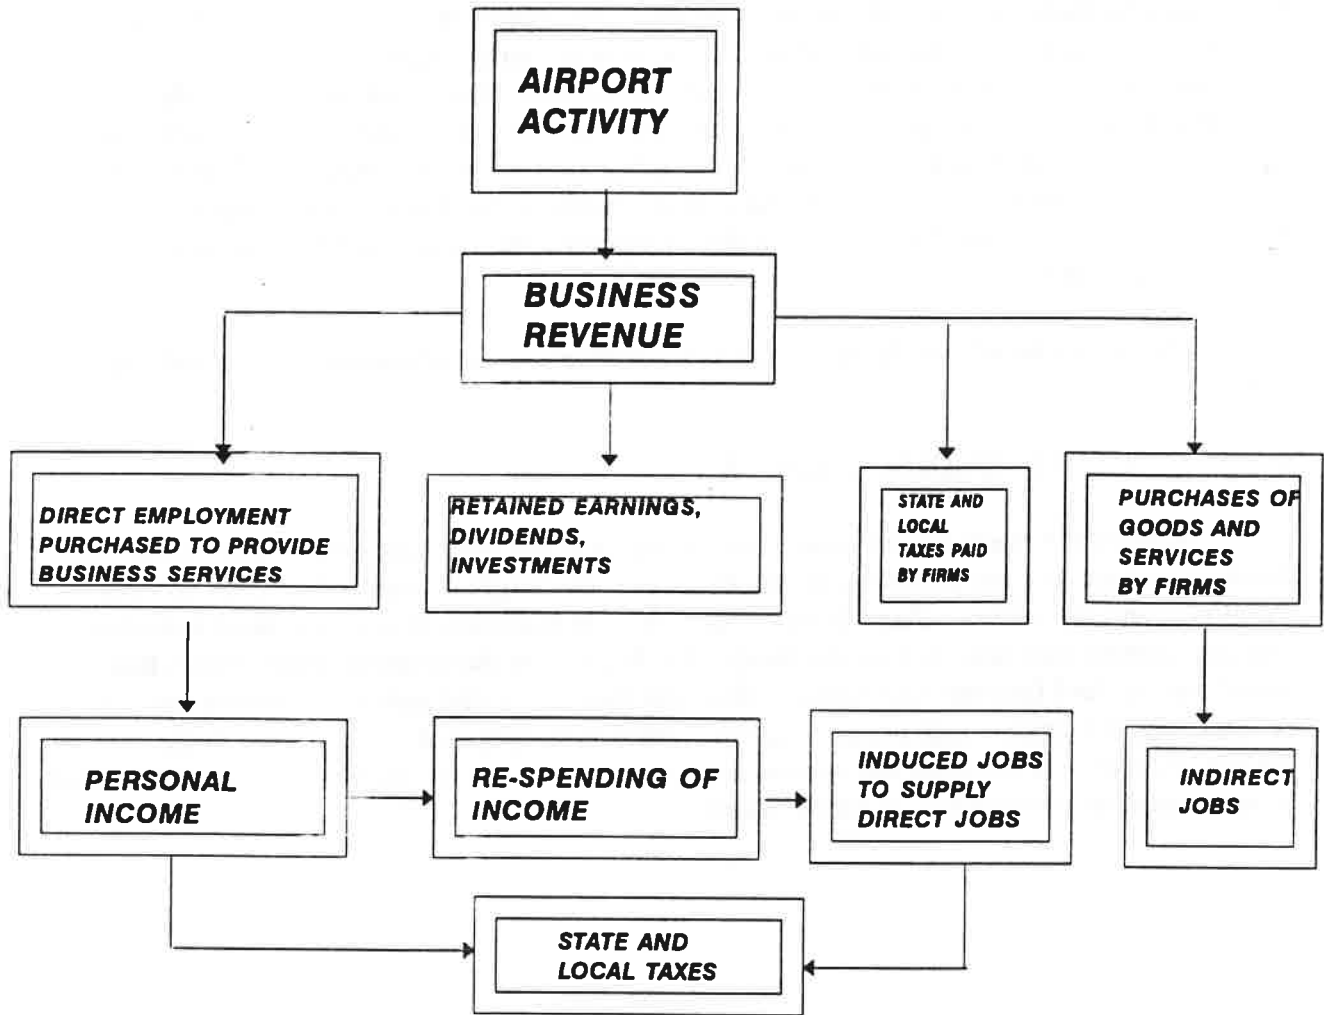 AIRPORT
ACTIVITY
BUSINESS
REVENUE
DIRECT EMPLOYMENT
PURCHASED TO PROVIDE
BUSINESS SERVICES
RETAINED EARNINGS,
DIVIDENDS,
INVESTMENTS
STATE AND
LOCAL
TAXES PAID
BY FIRMS
PURCHASES OF
GOODS AND
SERVICES
BY FIRMS
PERSONAL
INCOME
RE-SPENDING OF
INCOME
INDUCED JOBS
TO SUPPLY
DIRECT JOBS
INDIRECT
JOBS
STATE AND
LOCAL TAXES